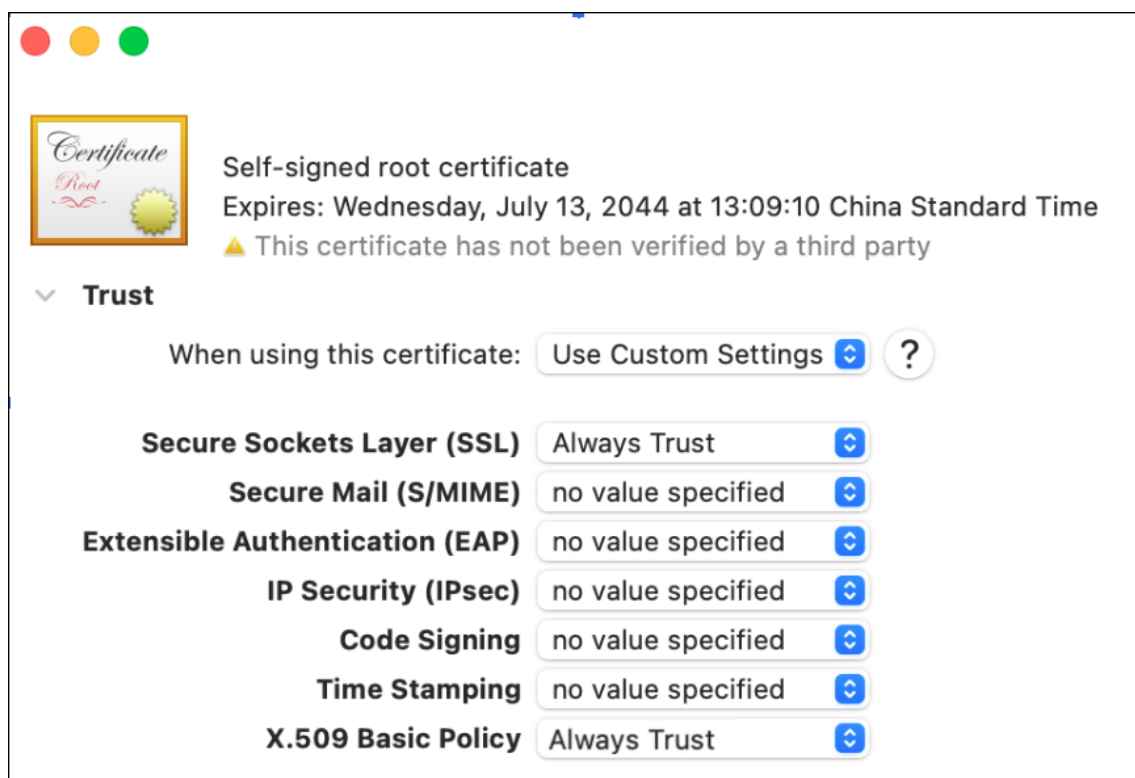 Certificate
Root
Self-signed root certificate
Expires: Wednesday, July 13, 2044 at 13:09:10 China Standard Time
This certificate has not been verified by a third party
Trust
When using this certificate: Use Custom Settings ?
Secure Sockets Layer (SSL) Always Trust
Secure Mail (S/MIME) no value specified
Extensible Authentication (EAP) no value specified
IP Security (IPsec) no value specified
Code Signing no value specified
Time Stamping no value specified
X.509 Basic Policy Always Trust